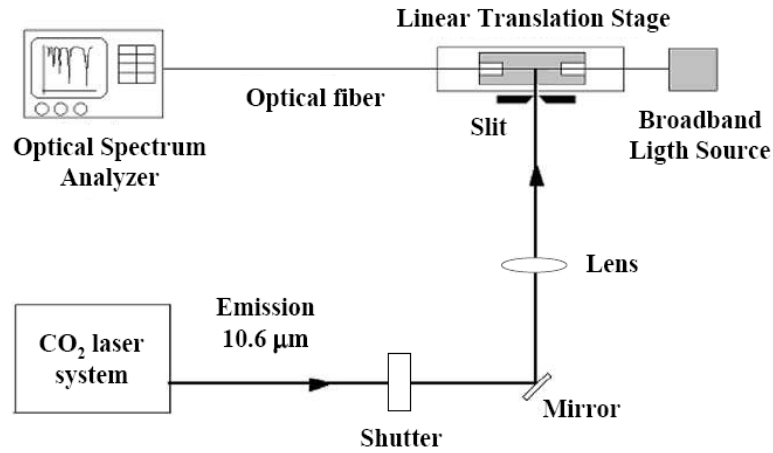 Linear Translation Stage
Optical fiber
Slit
Broadband
Ligth Source
Optical Spectrum
Analyzer
Lens
Emission
10.6 μm
CO₂ laser
system
Mirror
Shutter